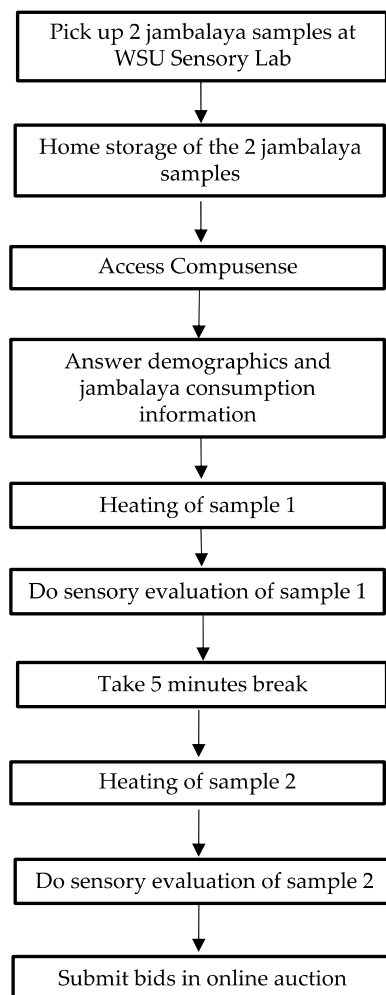 Pick up 2 jambalaya samples at
WSU Sensory Lab
Home storage of the 2 jambalaya
samples
Access Compusense
Answer demographics and
jambalaya consumption
information
Heating of sample 1
Do sensory evaluation of sample 1
Take 5 minutes break
Heating of sample 2
Do sensory evaluation of sample 2
Submit bids in online auction